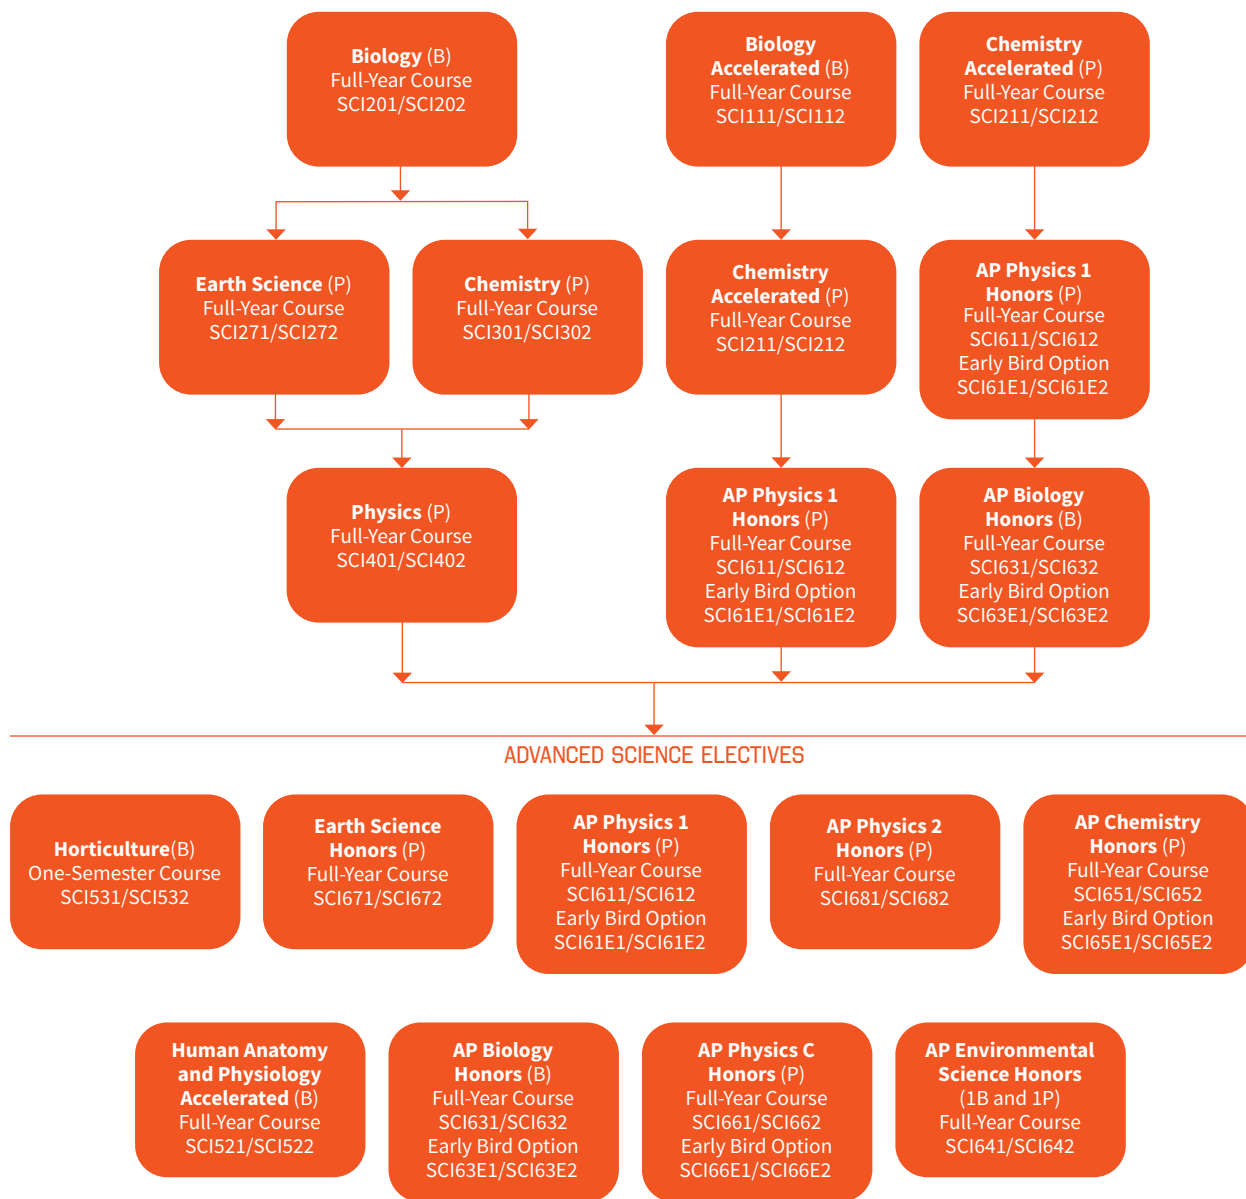 Biology (B)
Full-Year Course
SCI201/SCI202
Biology
Accelerated (B)
Full-Year Course
SCI111/SCI112
Chemistry
Accelerated (P)
Full-Year Course
SCI211/SCI212
Earth Science (P)
Full-Year Course
SCI271/SCI272
Chemistry (P)
Full-Year Course
SCI301/SCI302
Chemistry
Accelerated (P)
Full-Year Course
SCI211/SCI212
AP Physics 1
Honors (P)
Full-Year Course
SCI611/SCI612
Early Bird Option
SCI61E1/SCI61E2
Physics (P)
Full-Year Course
SCI401/SCI402
AP Physics 1
Honors (P)
Full-Year Course
SCI611/SCI612
Early Bird Option
SCI61E1/SCI61E2
AP Biology
Honors (B)
Full-Year Course
SCI631/SCI632
Early Bird Option
SCI63E1/SCI63E2
ADVANCED SCIENCE ELECTIVES
Horticulture(B)
One-Semester Course
SCI531/SCI532
Earth Science
Honors (P)
Full-Year Course
SCI671/SCI672
AP Physics 1
Honors (P)
Full-Year Course
SCI611/SCI612
Early Bird Option
SCI61E1/SCI61E2
AP Physics 2
Honors (P)
Full-Year Course
SCI681/SCI682
AP Chemistry
Honors (P)
Full-Year Course
SCI651/SCI652
Early Bird Option
SCI65E1/SCI65E2
Human Anatomy
and Physiology
Accelerated (B)
Full-Year Course
SCI521/SCI522
AP Biology
Honors (B)
Full-Year Course
SCI631/SCI632
Early Bird Option
SCI63E1/SCI63E2
AP Physics C
Honors (P)
Full-Year Course
SCI661/SCI662
Early Bird Option
SCI66E1/SCI66E2
AP Environmental
Science Honors
(1B and 1P)
Full-Year Course
SCI641/SCI642